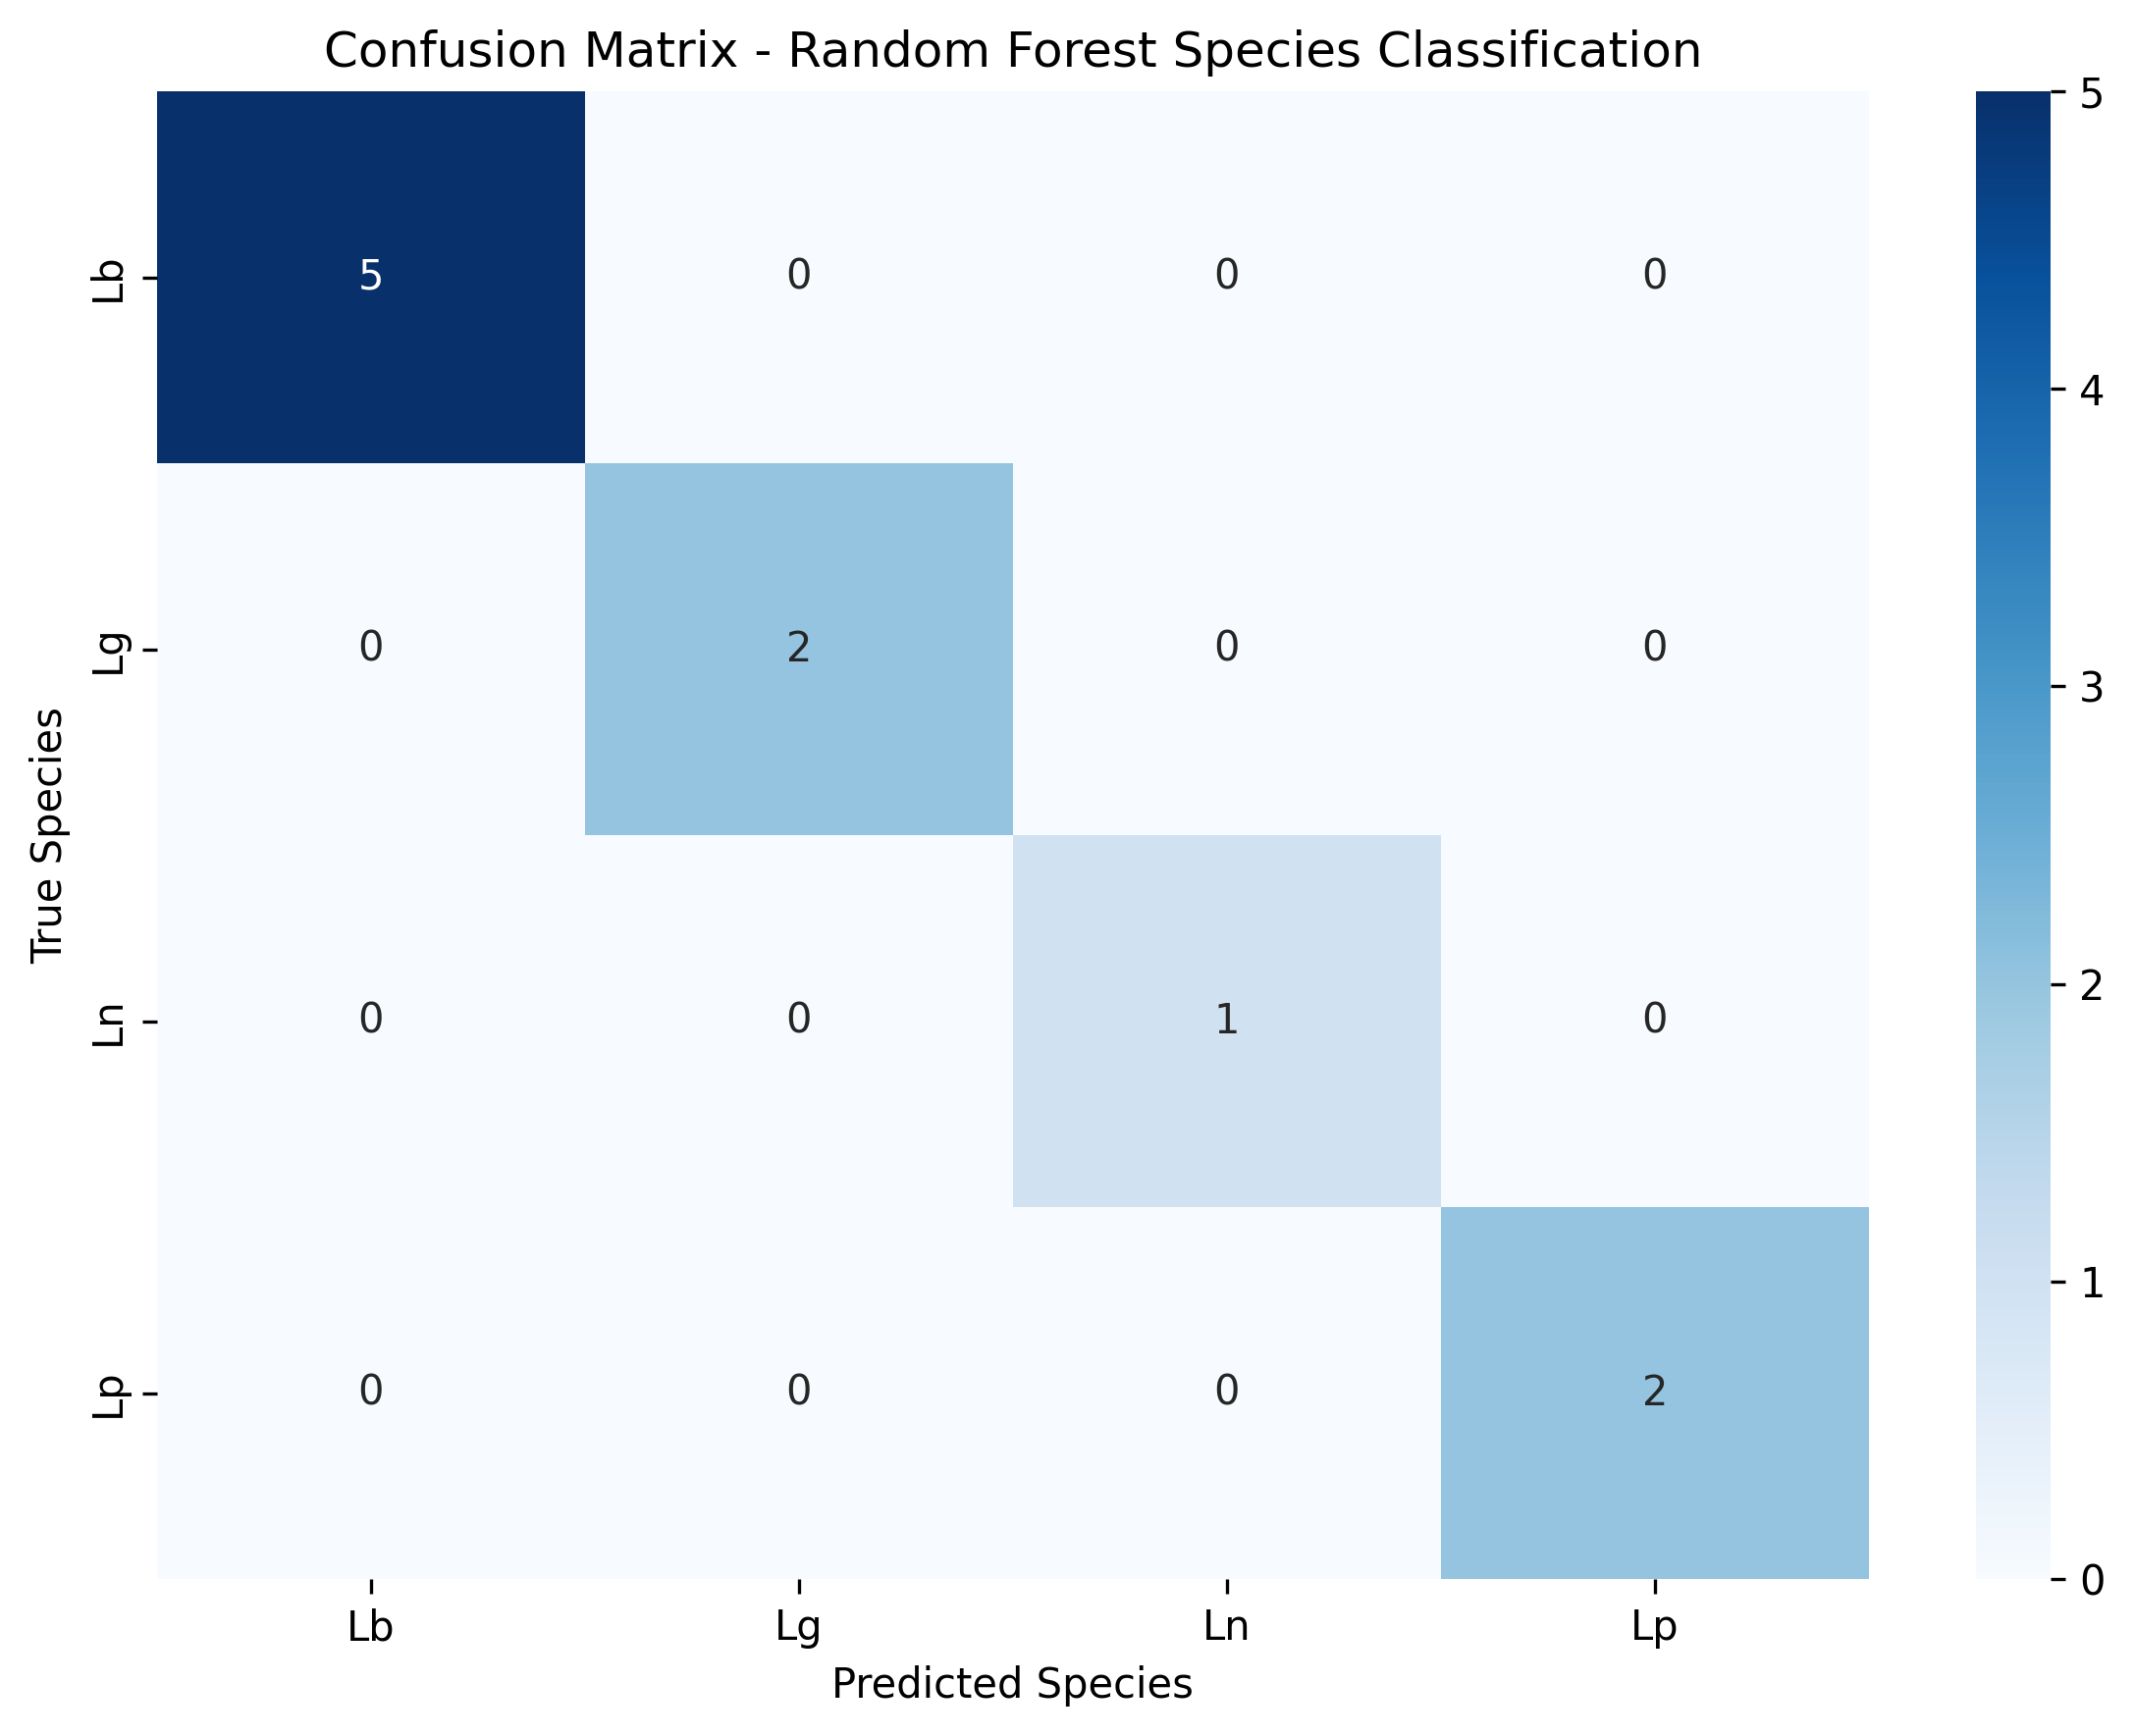 Confusion Matrix - Random Forest Species Classification
5
Lb
5 0 0 0
4
Lg
0 2 0 0
3
True Species
2
Ln
0 0 1 0
1
Lp
0 0 0 2
0
Lb Lg Ln Lp
Predicted Species